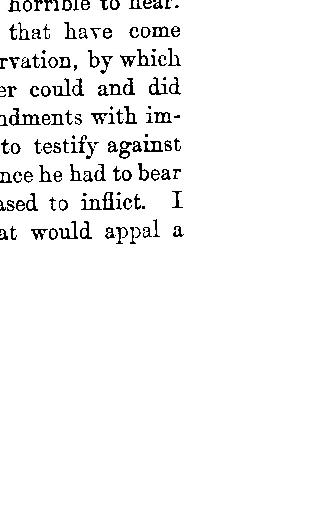 horrible to hear.
that have come
rvation, by which
er could and did
ndments with im-
to testify against
nce he had to bear
ased to inflict. I
at would appal a